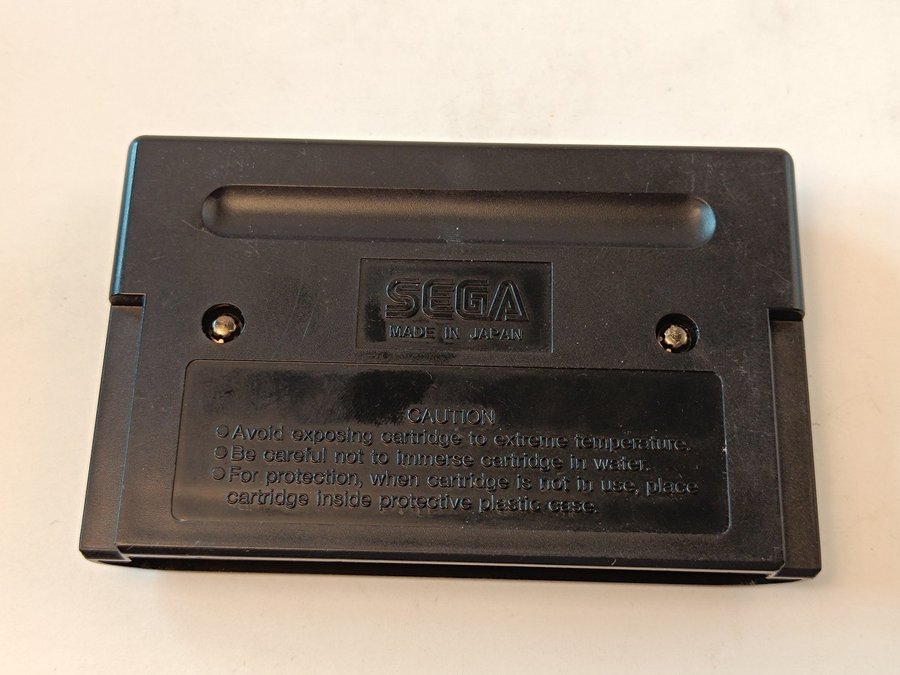 SEGA
MADE IN JAPAN
CAUTION
●Avoid exposing cartridge to extreme temperature.
●Be careful not to immerse cartridge in water.
●For protection, when cartridge is not in use, place
cartridge inside protective plastic case.